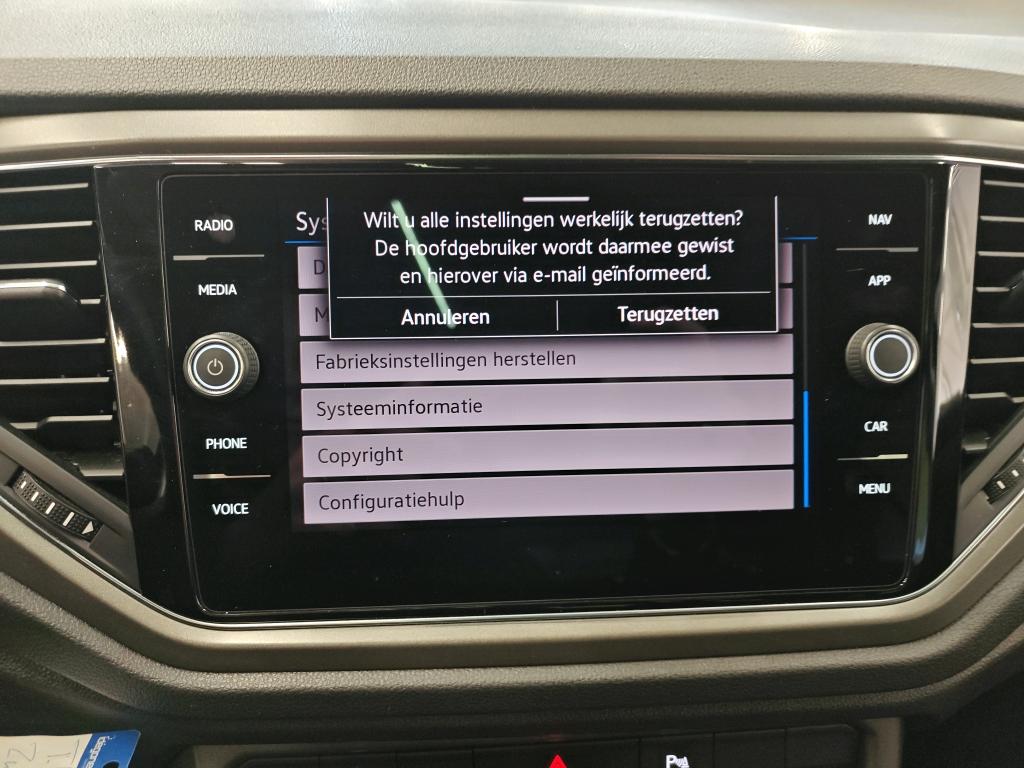 RADIO
MEDIA
PHONE
VOICE
Sys
Wilt u alle instellingen werkelijk terugzetten?
De hoofdgebruiker wordt daarmee gewist
en hierover via e-mail geïnformeerd.
Annuleren
Terugzetten
D
M
Fabrieksinstellingen herstellen
Systeeminformatie
Copyright
Configuratiehulp
NAV
APP
CAR
MENU